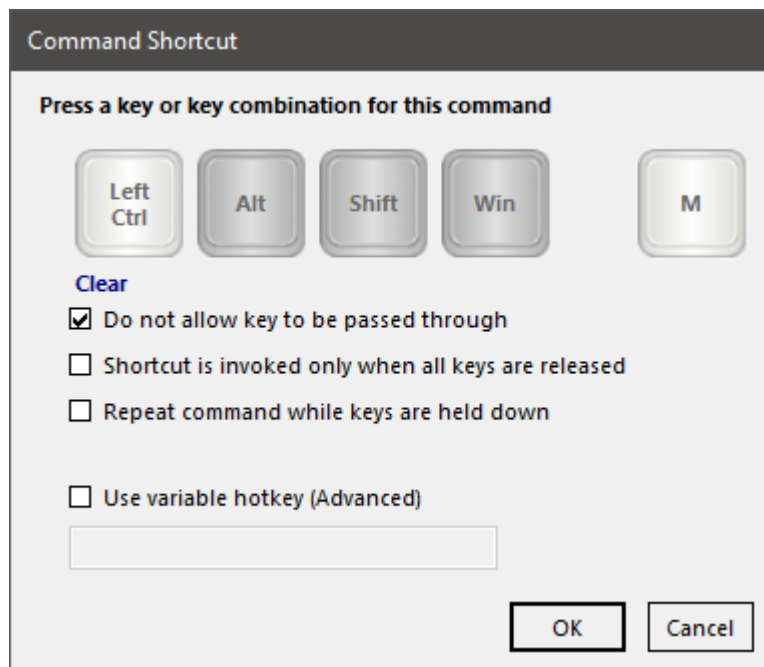 Command Shortcut
Press a key or key combination for this command
Left
Ctrl
Alt
Shift
Win
M
Clear
Do not allow key to be passed through
Shortcut is invoked only when all keys are released
Repeat command while keys are held down
Use variable hotkey (Advanced)
OK
Cancel